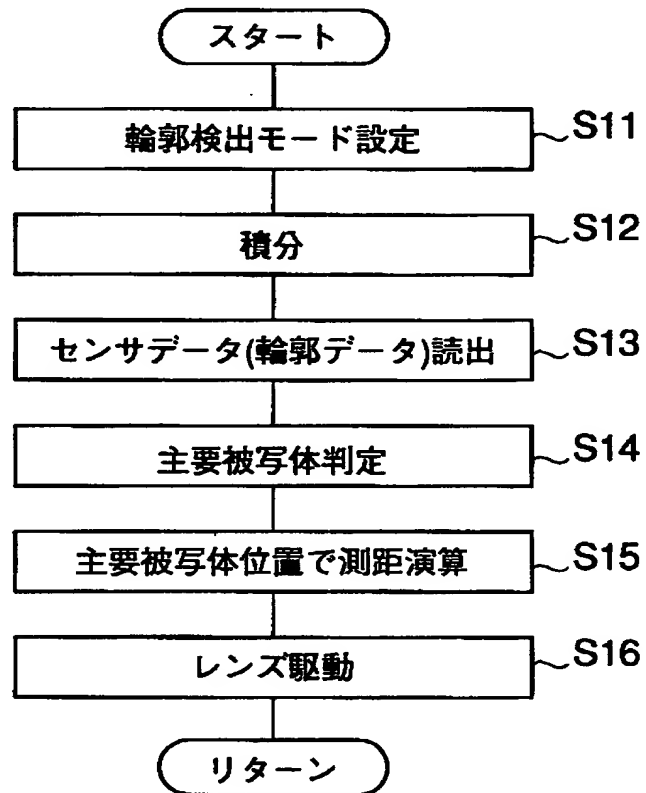 スタート
輪郭検出モード設定 S11
積分 S12
センサデータ(輪郭データ)読出 S13
主要被写体判定 S14
主要被写体位置で測距演算 S15
レンズ駆動 S16
リターン